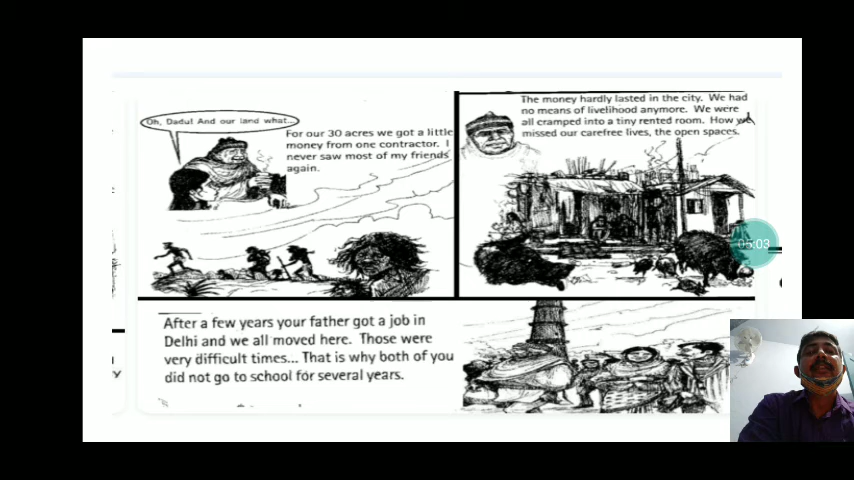 Oh, Dadu! And our land what...
For our 30 acres we got a little
money from one contractor. I
never saw most of my friends
again.
The money hardly lasted in the city. We had
no means of livelihood anymore. We were
all cramped into a tiny rented room. How we
missed our carefree lives, the open spaces.
05:03
After a few years your father got a job in
Delhi and we all moved here. Those were
very difficult times... That is why both of you
did not go to school for several years.